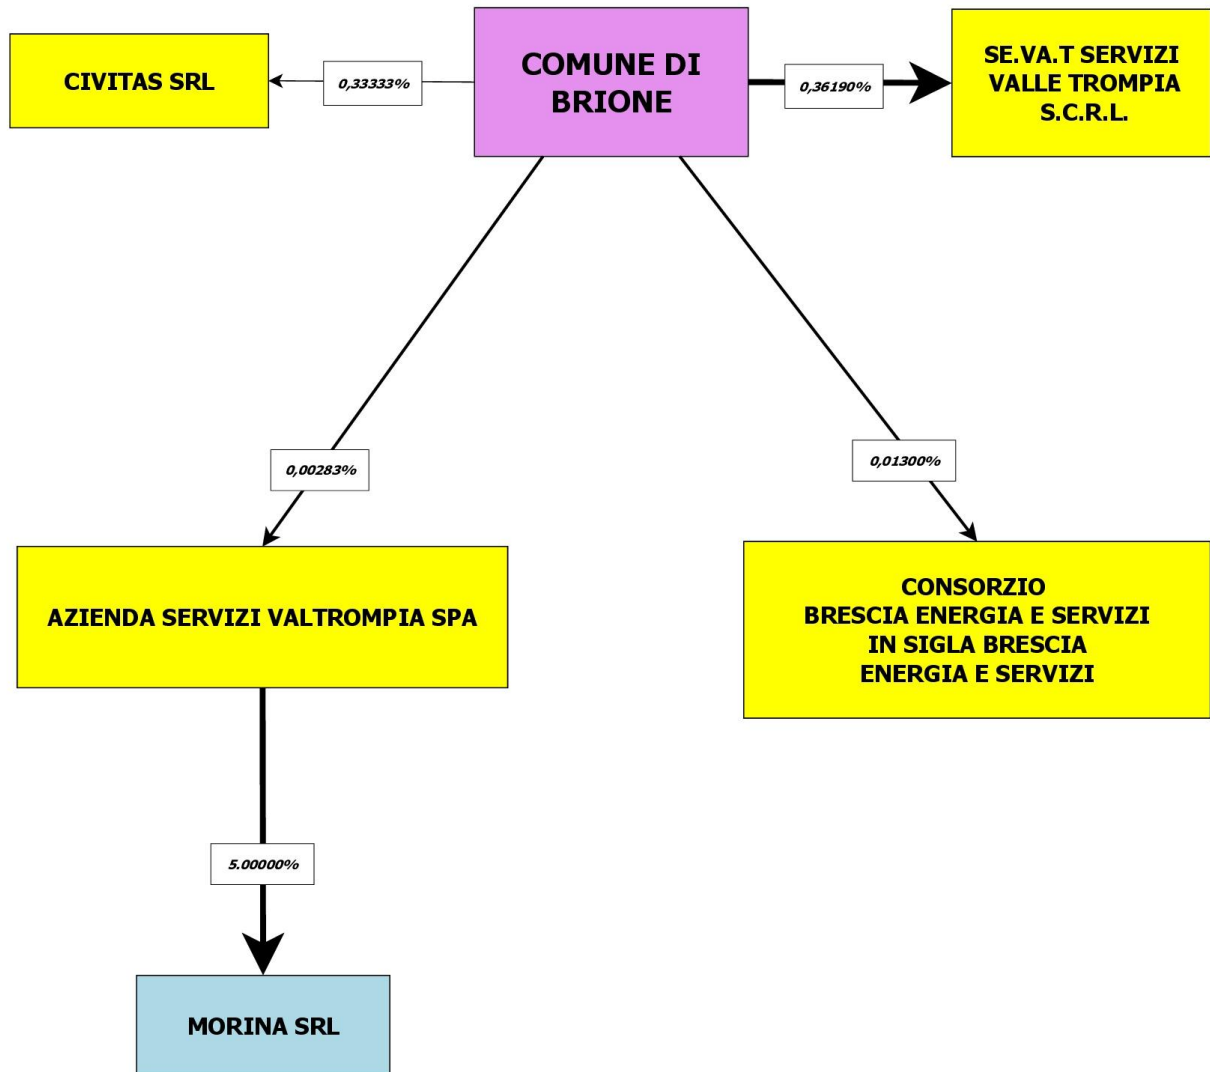 CIVITAS SRL
0,33333%
COMUNE DI
BRIONE
0,36190%
SE.VA.T SERVIZI
VALLE TROMPIA
S.C.R.L.
0,00283%
0,01300%
AZIENDA SERVIZI VALTROMPIA SPA
CONSORZIO
BRESCIA ENERGIA E SERVIZI
IN SIGLA BRESCIA
ENERGIA E SERVIZI
5.00000%
MORINA SRL